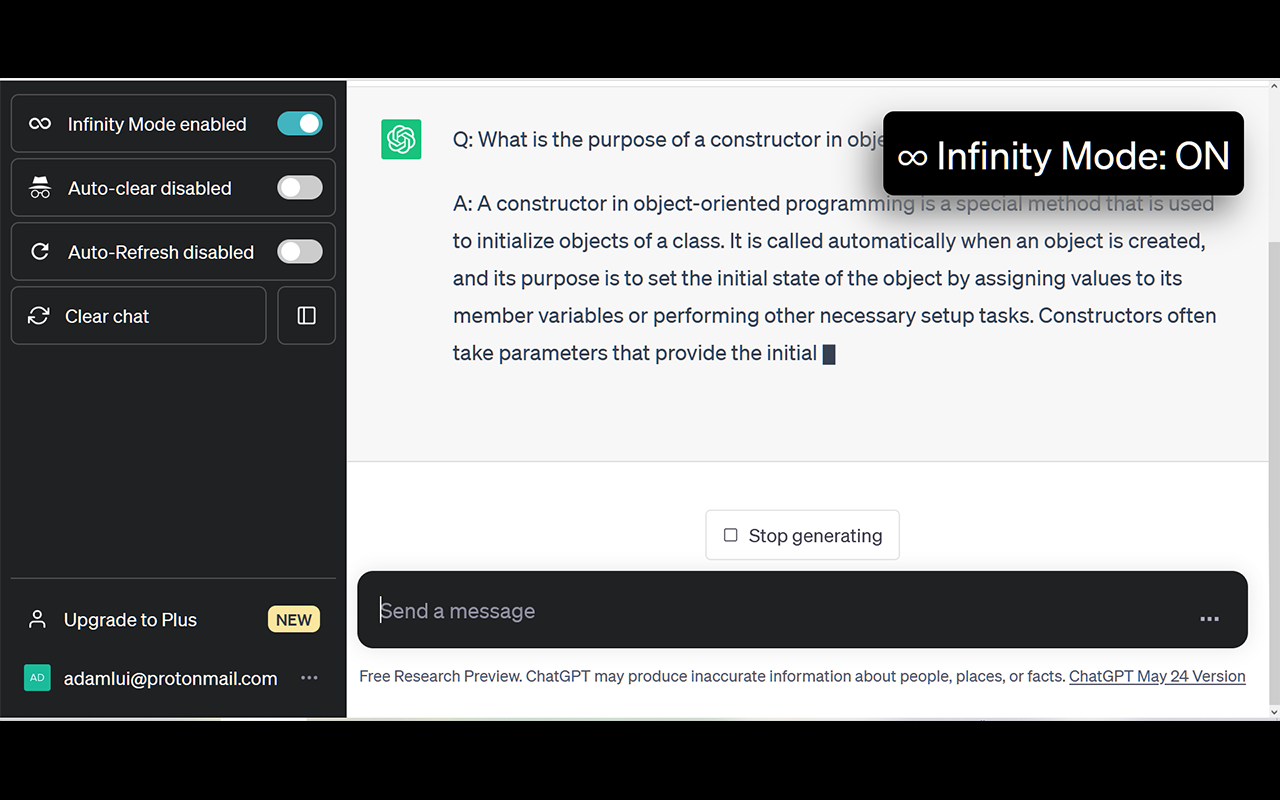 ∞ Infinity Mode enabled
Auto-clear disabled
Auto-Refresh disabled
Clear chat
Upgrade to Plus NEW
AD adamlui@protonmail.com ...
Q: What is the purpose of a constructor in
∞ Infinity Mode: ON
A: A constructor in object-oriented programming is a special method that is used
to initialize objects of a class. It is called automatically when an object is created,
and its purpose is to set the initial state of the object by assigning values to its
member variables or performing other necessary setup tasks. Constructors often
take parameters that provide the initial
Stop generating
Send a message ...
Free Research Preview. ChatGPT may produce inaccurate information about people, places, or facts. ChatGPT May 24 Version